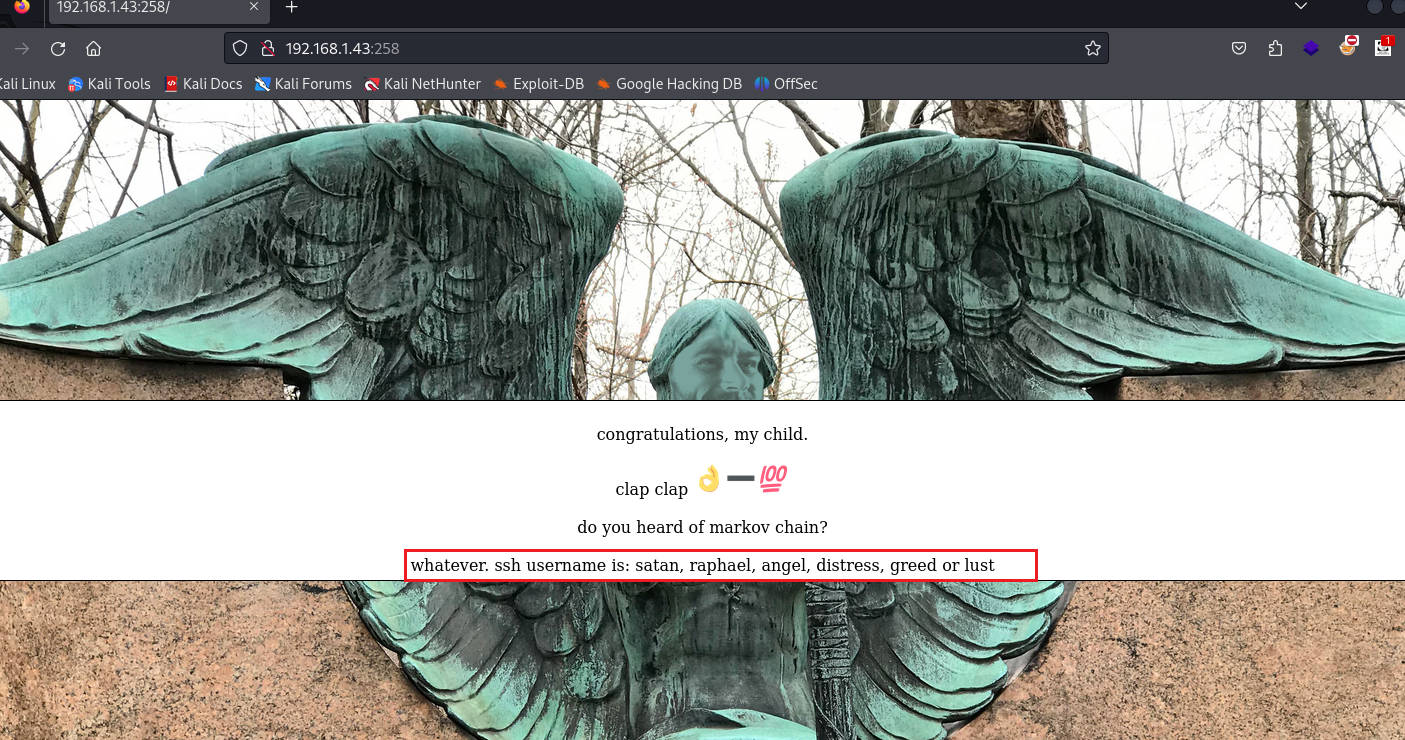 192.168.1.43:258/
192.168.1.43:258
Kali Linux Kali Tools Kali Docs Kali Forums Kali NetHunter Exploit-DB Google Hacking DB OffSec
1
congratulations, my child.
clap clap 👌➖💯
do you heard of markov chain?
whatever. ssh username is: satan, raphael, angel, distress, greed or lust